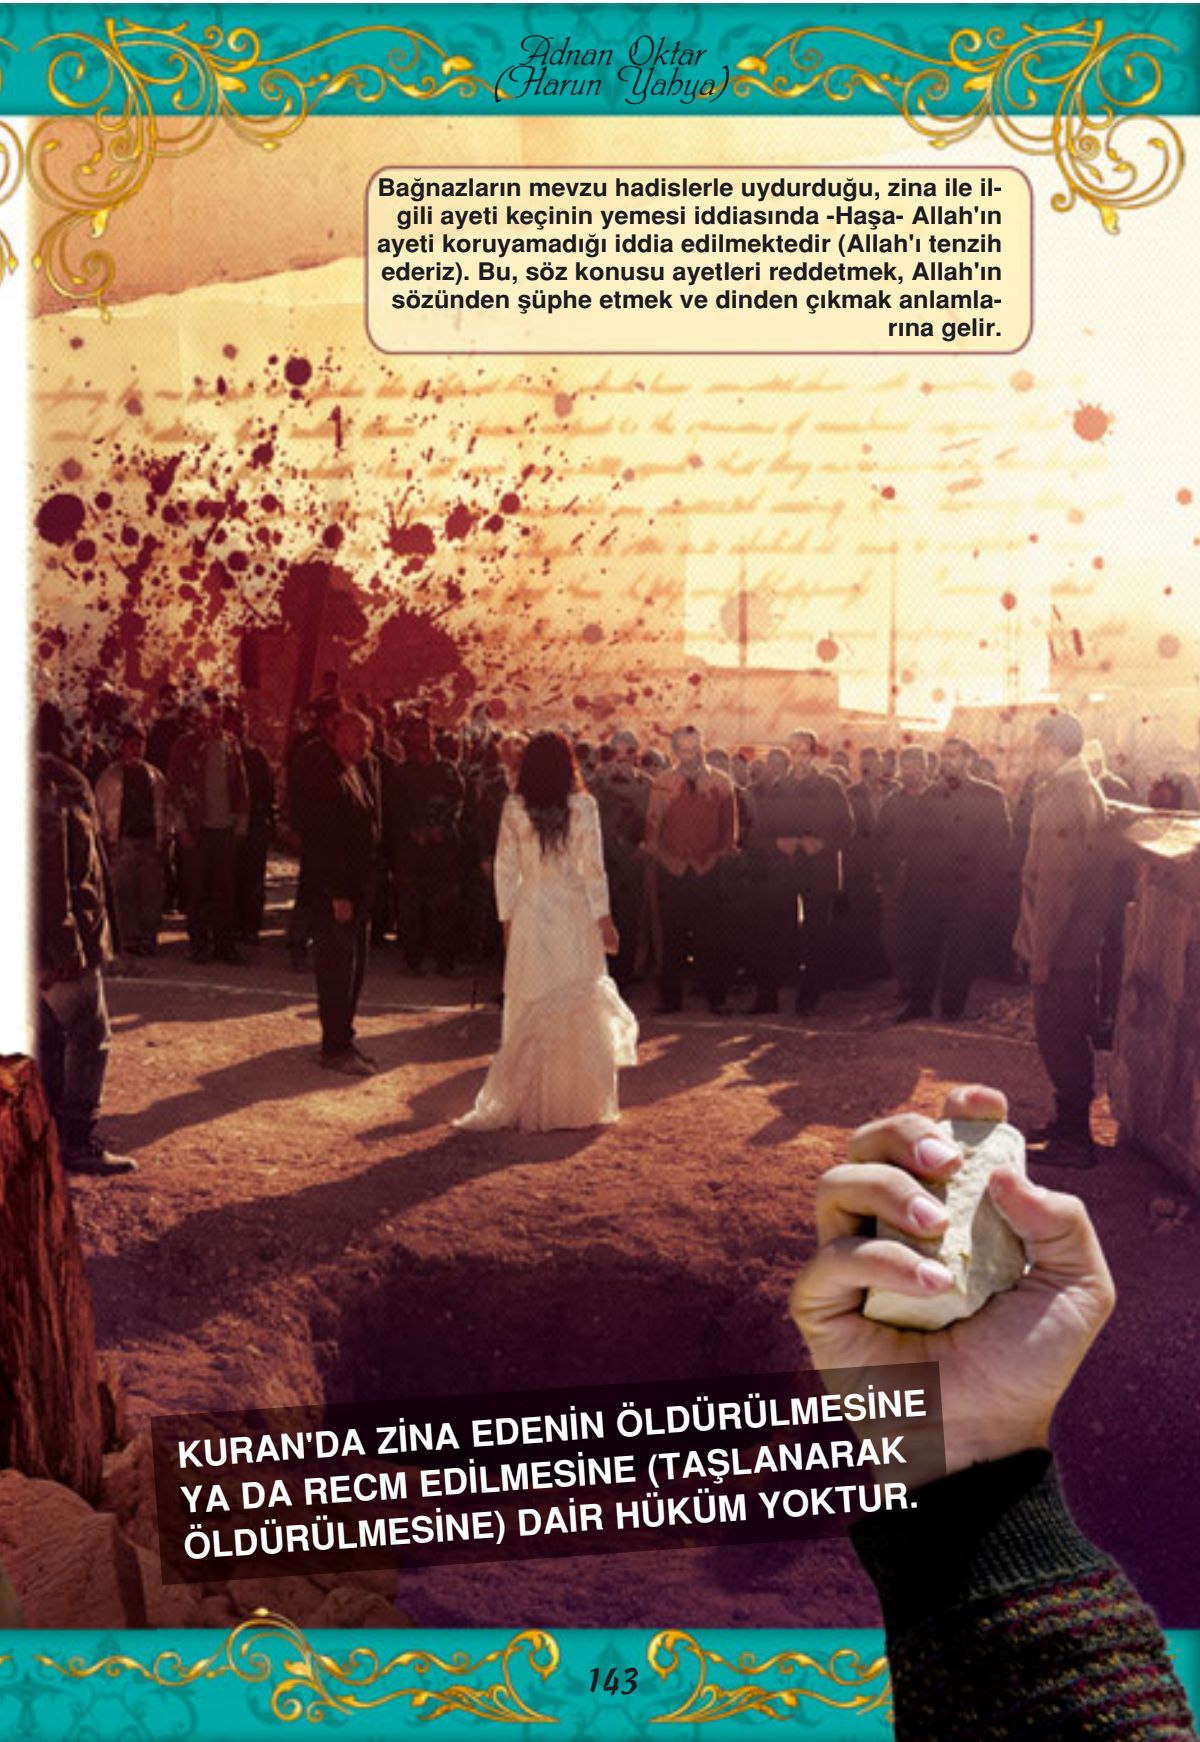 Adnan Oktar
(Harun Yahya)
Bağnazların mevzu hadislerle uydurduğu, zina ile il-
gili ayeti keçinin yemesi iddiasında -Haşa- Allah'ın
ayeti koruyamadığı iddia edilmektedir (Allah'ı tenzih
ederiz). Bu, söz konusu ayetleri reddetmek, Allah'ın
sözünden şüphe etmek ve dinden çıkmak anlamla-
rına gelir.
KURAN'DA ZİNA EDENİN ÖLDÜRÜLMESİNE
YA DA RECM EDİLMESİNE (TAŞLANARAK
ÖLDÜRÜLMESİNE) DAİR HÜKÜM YOKTUR.
143